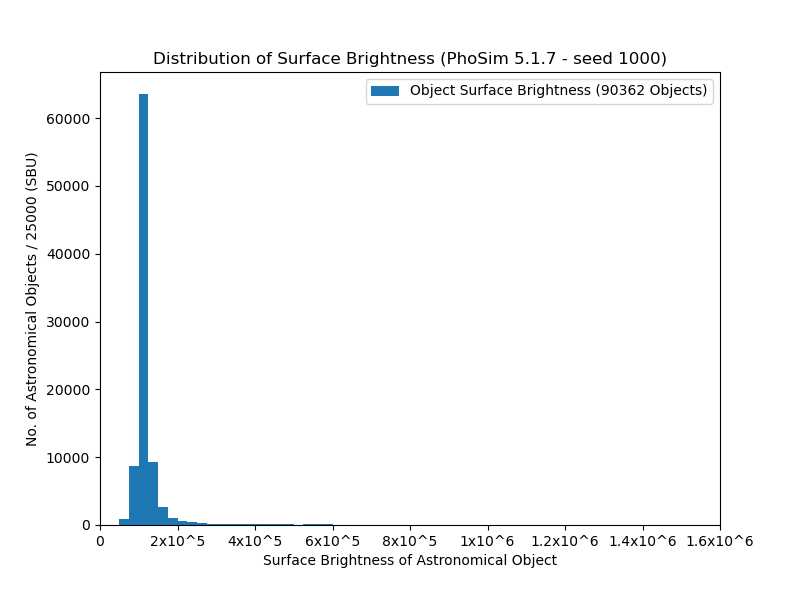 Distribution of Surface Brightness (PhoSim 5.1.7 - seed 1000)
Object Surface Brightness (90362 Objects)
No. of Astronomical Objects / 25000 (SBU)
60000
50000
40000
30000
20000
10000
0
0 2x10^5 4x10^5 6x10^5 8x10^5 1x10^6 1.2x10^6 1.4x10^6 1.6x10^6
Surface Brightness of Astronomical Object